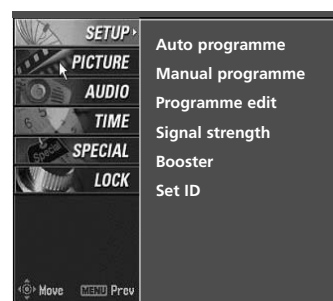 SETUP
PICTURE
AUDIO
TIME
SPECIAL
LOCK
Move MENU Prev
Auto programme
Manual programme
Programme edit
Signal strength
Booster
Set ID